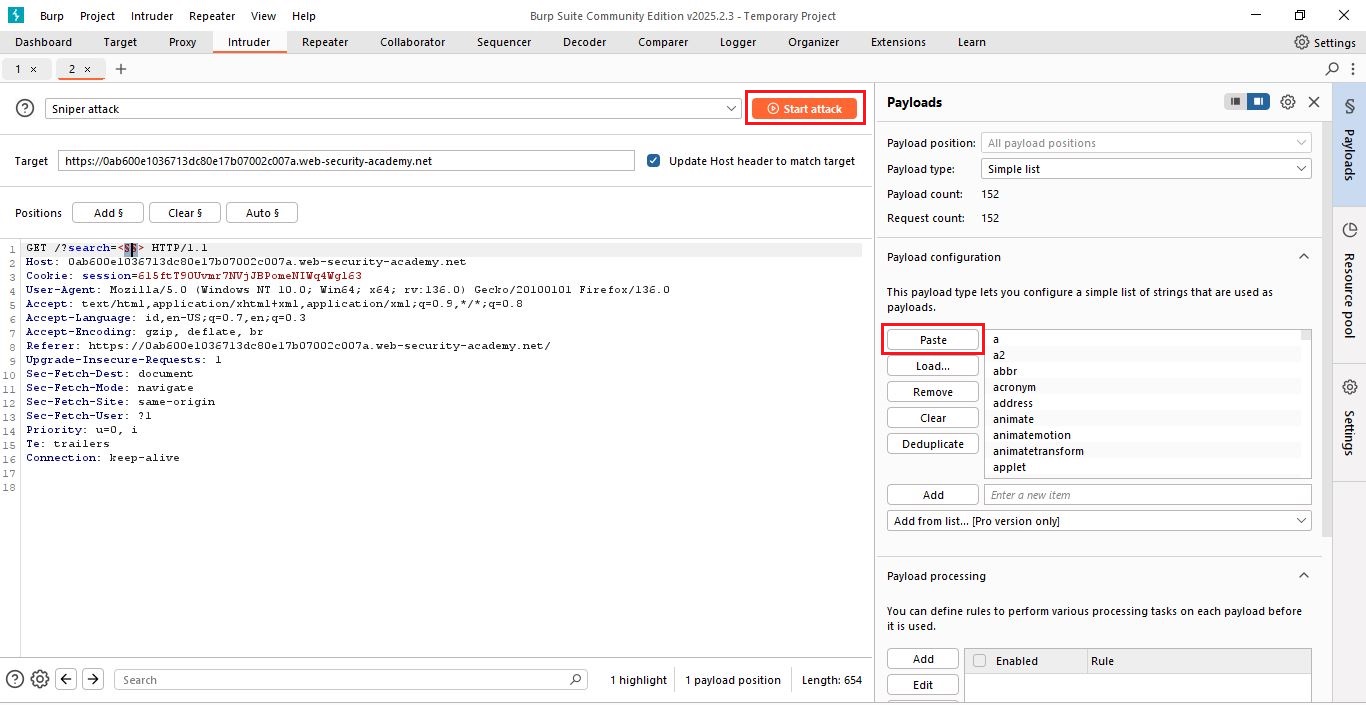 Burp Project Intruder Repeater View Help Burp Suite Community Edition v2025.2.3 - Temporary Project
Dashboard Target Proxy Intruder Repeater Collaborator Sequencer Decoder Comparer Logger Organizer Extensions Learn Settings
1 × 2 × +
Sniper attack Start attack
Target https://0ab600e1036713dc80e17b07002c007a.web-security-academy.net Update Host header to match target
Positions Add § Clear § Auto §
1 GET /?search=<§§> HTTP/1.1
2 Host: 0ab600e1036713dc80e17b07002c007a.web-security-academy.net
3 Cookie: session=615ftT90Uvmr7NVjJBPomeNIWq4Wgl63
4 User-Agent: Mozilla/5.0 (Windows NT 10.0; Win64; x64; rv:136.0) Gecko/20100101 Firefox/136.0
5 Accept: text/html,application/xhtml+xml,application/xml;q=0.9,*/*;q=0.8
6 Accept-Language: id,en-US;q=0.7,en;q=0.3
7 Accept-Encoding: gzip, deflate, br
8 Referer: https://0ab600e1036713dc80e17b07002c007a.web-security-academy.net/
9 Upgrade-Insecure-Requests: 1
10 Sec-Fetch-Dest: document
11 Sec-Fetch-Mode: navigate
12 Sec-Fetch-Site: same-origin
13 Sec-Fetch-User: ?1
14 Priority: u=0, i
15 Te: trailers
16 Connection: keep-alive
17
18
Search 1 highlight 1 payload position Length: 654
Payloads
Payload position: All payload positions
Payload type: Simple list
Payload count: 152
Request count: 152
Payload configuration
This payload type lets you configure a simple list of strings that are used as
payloads.
Paste
Load...
Remove
Clear
Deduplicate
a
a2
abbr
acronym
address
animate
animatemotion
animatetransform
applet
Add Enter a new item
Add from list... [Pro version only]
Payload processing
You can define rules to perform various processing tasks on each payload before
it is used.
Add Enabled Rule
Edit
§ Payloads
Resource pool
Settings